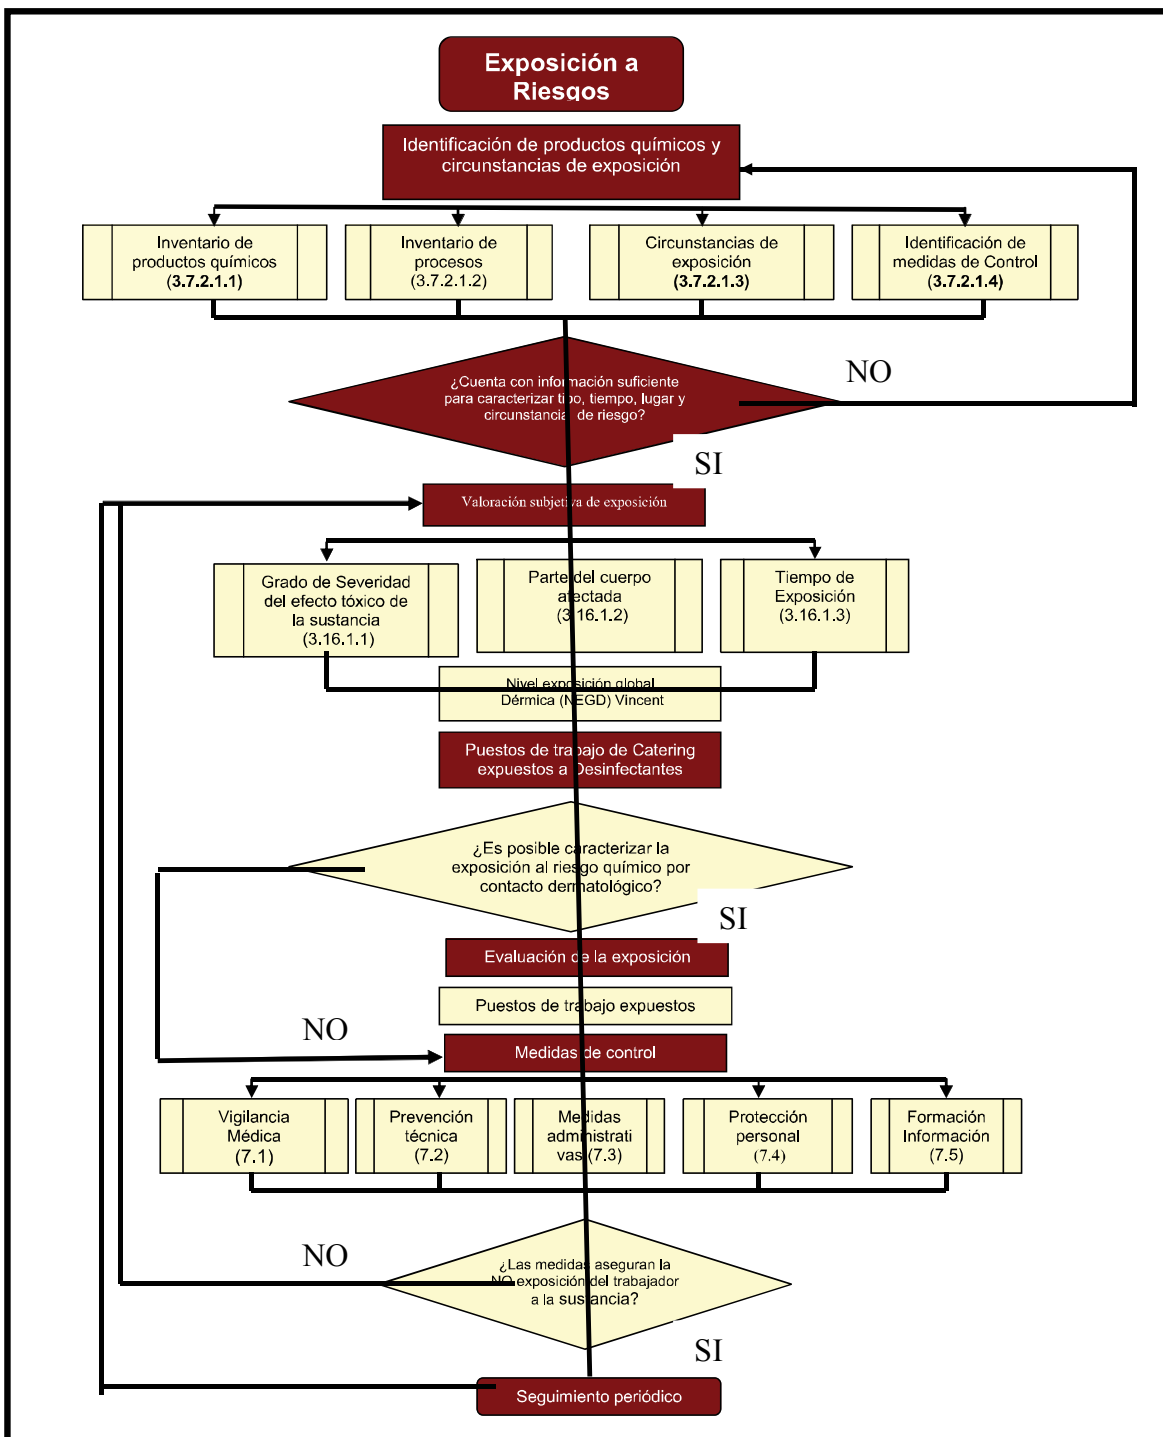 Exposición a
Riesgos
Identificación de productos químicos y
circunstancias de exposición
Inventario de
productos químicos
(3.7.2.1.1)
Inventario de
procesos
(3.7.2.1.2)
Circunstancias de
exposición
(3.7.2.1.3)
Identificación de
medidas de Control
(3.7.2.1.4)
¿Cuenta con información suficiente
para caracterizar tipo, tiempo, lugar y
circunstancia de riesgo?
NO
SI
Valoración subjetiva de exposición
Grado de Severidad
del efecto tóxico de
la sustancia
(3.16.1.1)
Parte del cuerpo
afectada
(3.16.1.2)
Tiempo de
Exposición
(3.16.1.3)
Nivel exposición global
Dérmica (NEGD) Vincent
Puestos de trabajo de Catering
expuestos a Desinfectantes
¿Es posible caracterizar la
exposición al riesgo químico por
contacto dermatológico?
SI
Evaluación de la exposición
Puestos de trabajo expuestos
NO
Medidas de control
Vigilancia
Médica
(7.1)
Prevención
técnica
(7.2)
Medidas
administrati
vas (7.3)
Protección
personal
(7.4)
Formación
Información
(7.5)
NO
¿Las medidas aseguran la
NO exposición del trabajador
a la sustancia?
SI
Seguimiento periódico